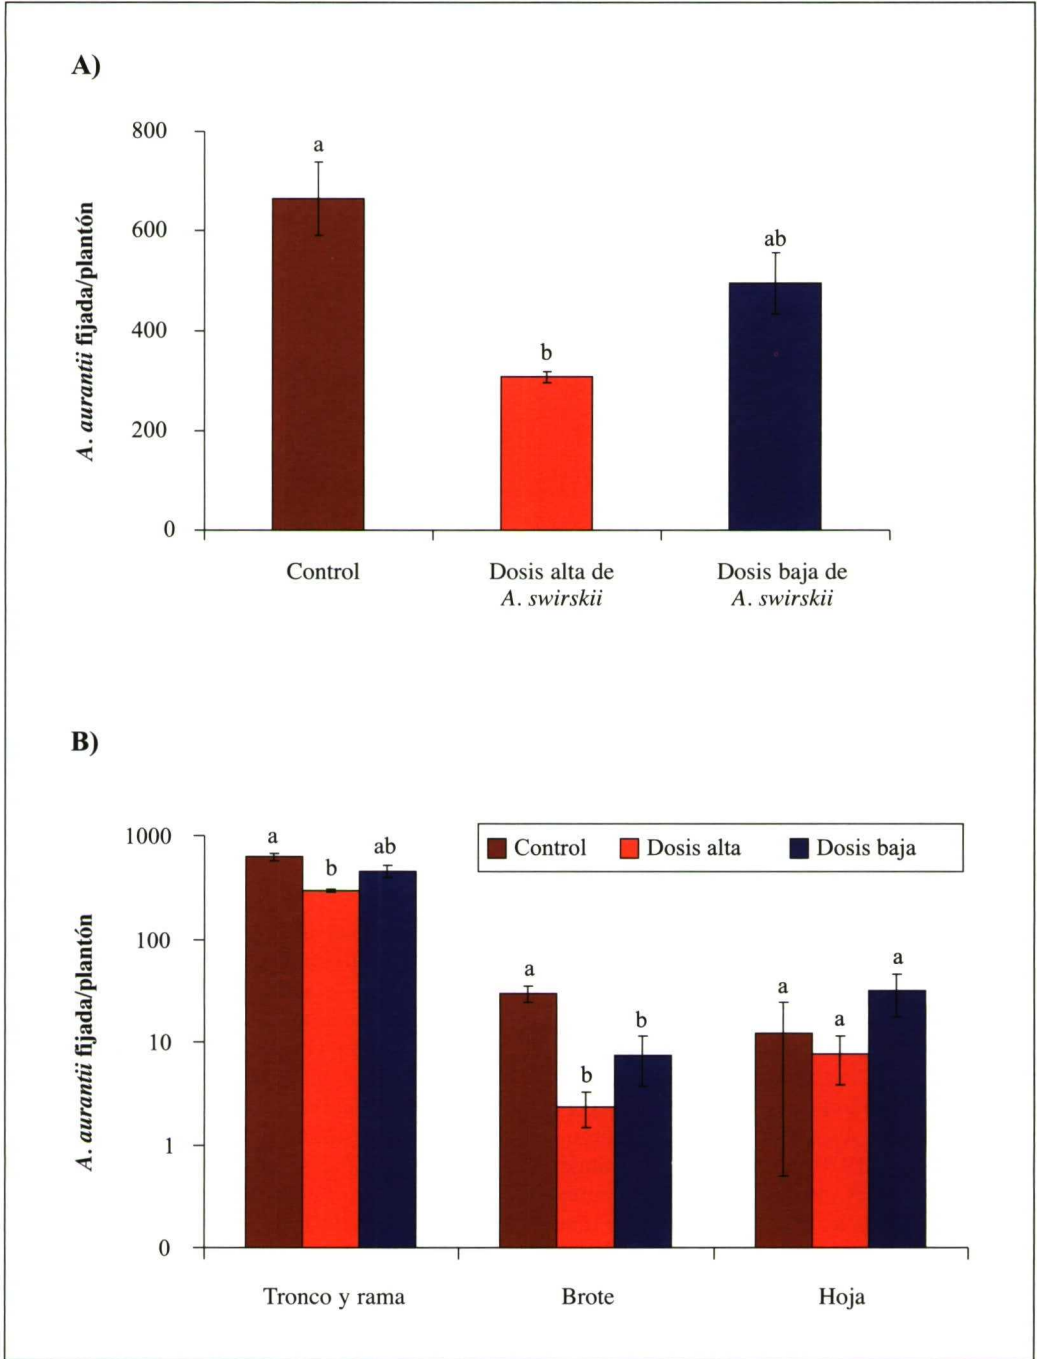 A)
A. aurantii fijada/plantón
800
600
400
200
0
a
b
ab
Control
Dosis alta de
A. swirskii
Dosis baja de
A. swirskii
B)
A. aurantii fijada/plantón
1000
100
10
1
0
Control Dosis alta Dosis baja
a
b
ab
a
b
b
a
a
a
Tronco y rama
Brote
Hoja